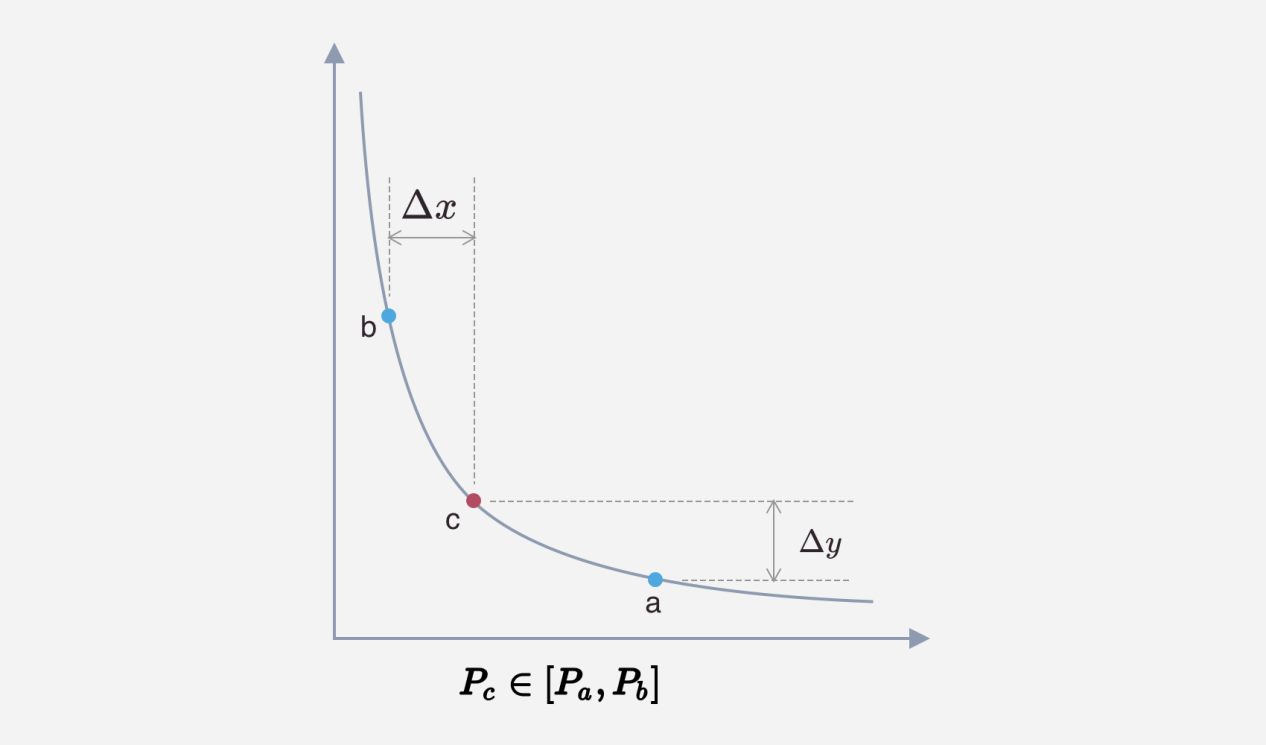 Δx
b
c
Δy
a
P_c ∈ [P_a, P_b]